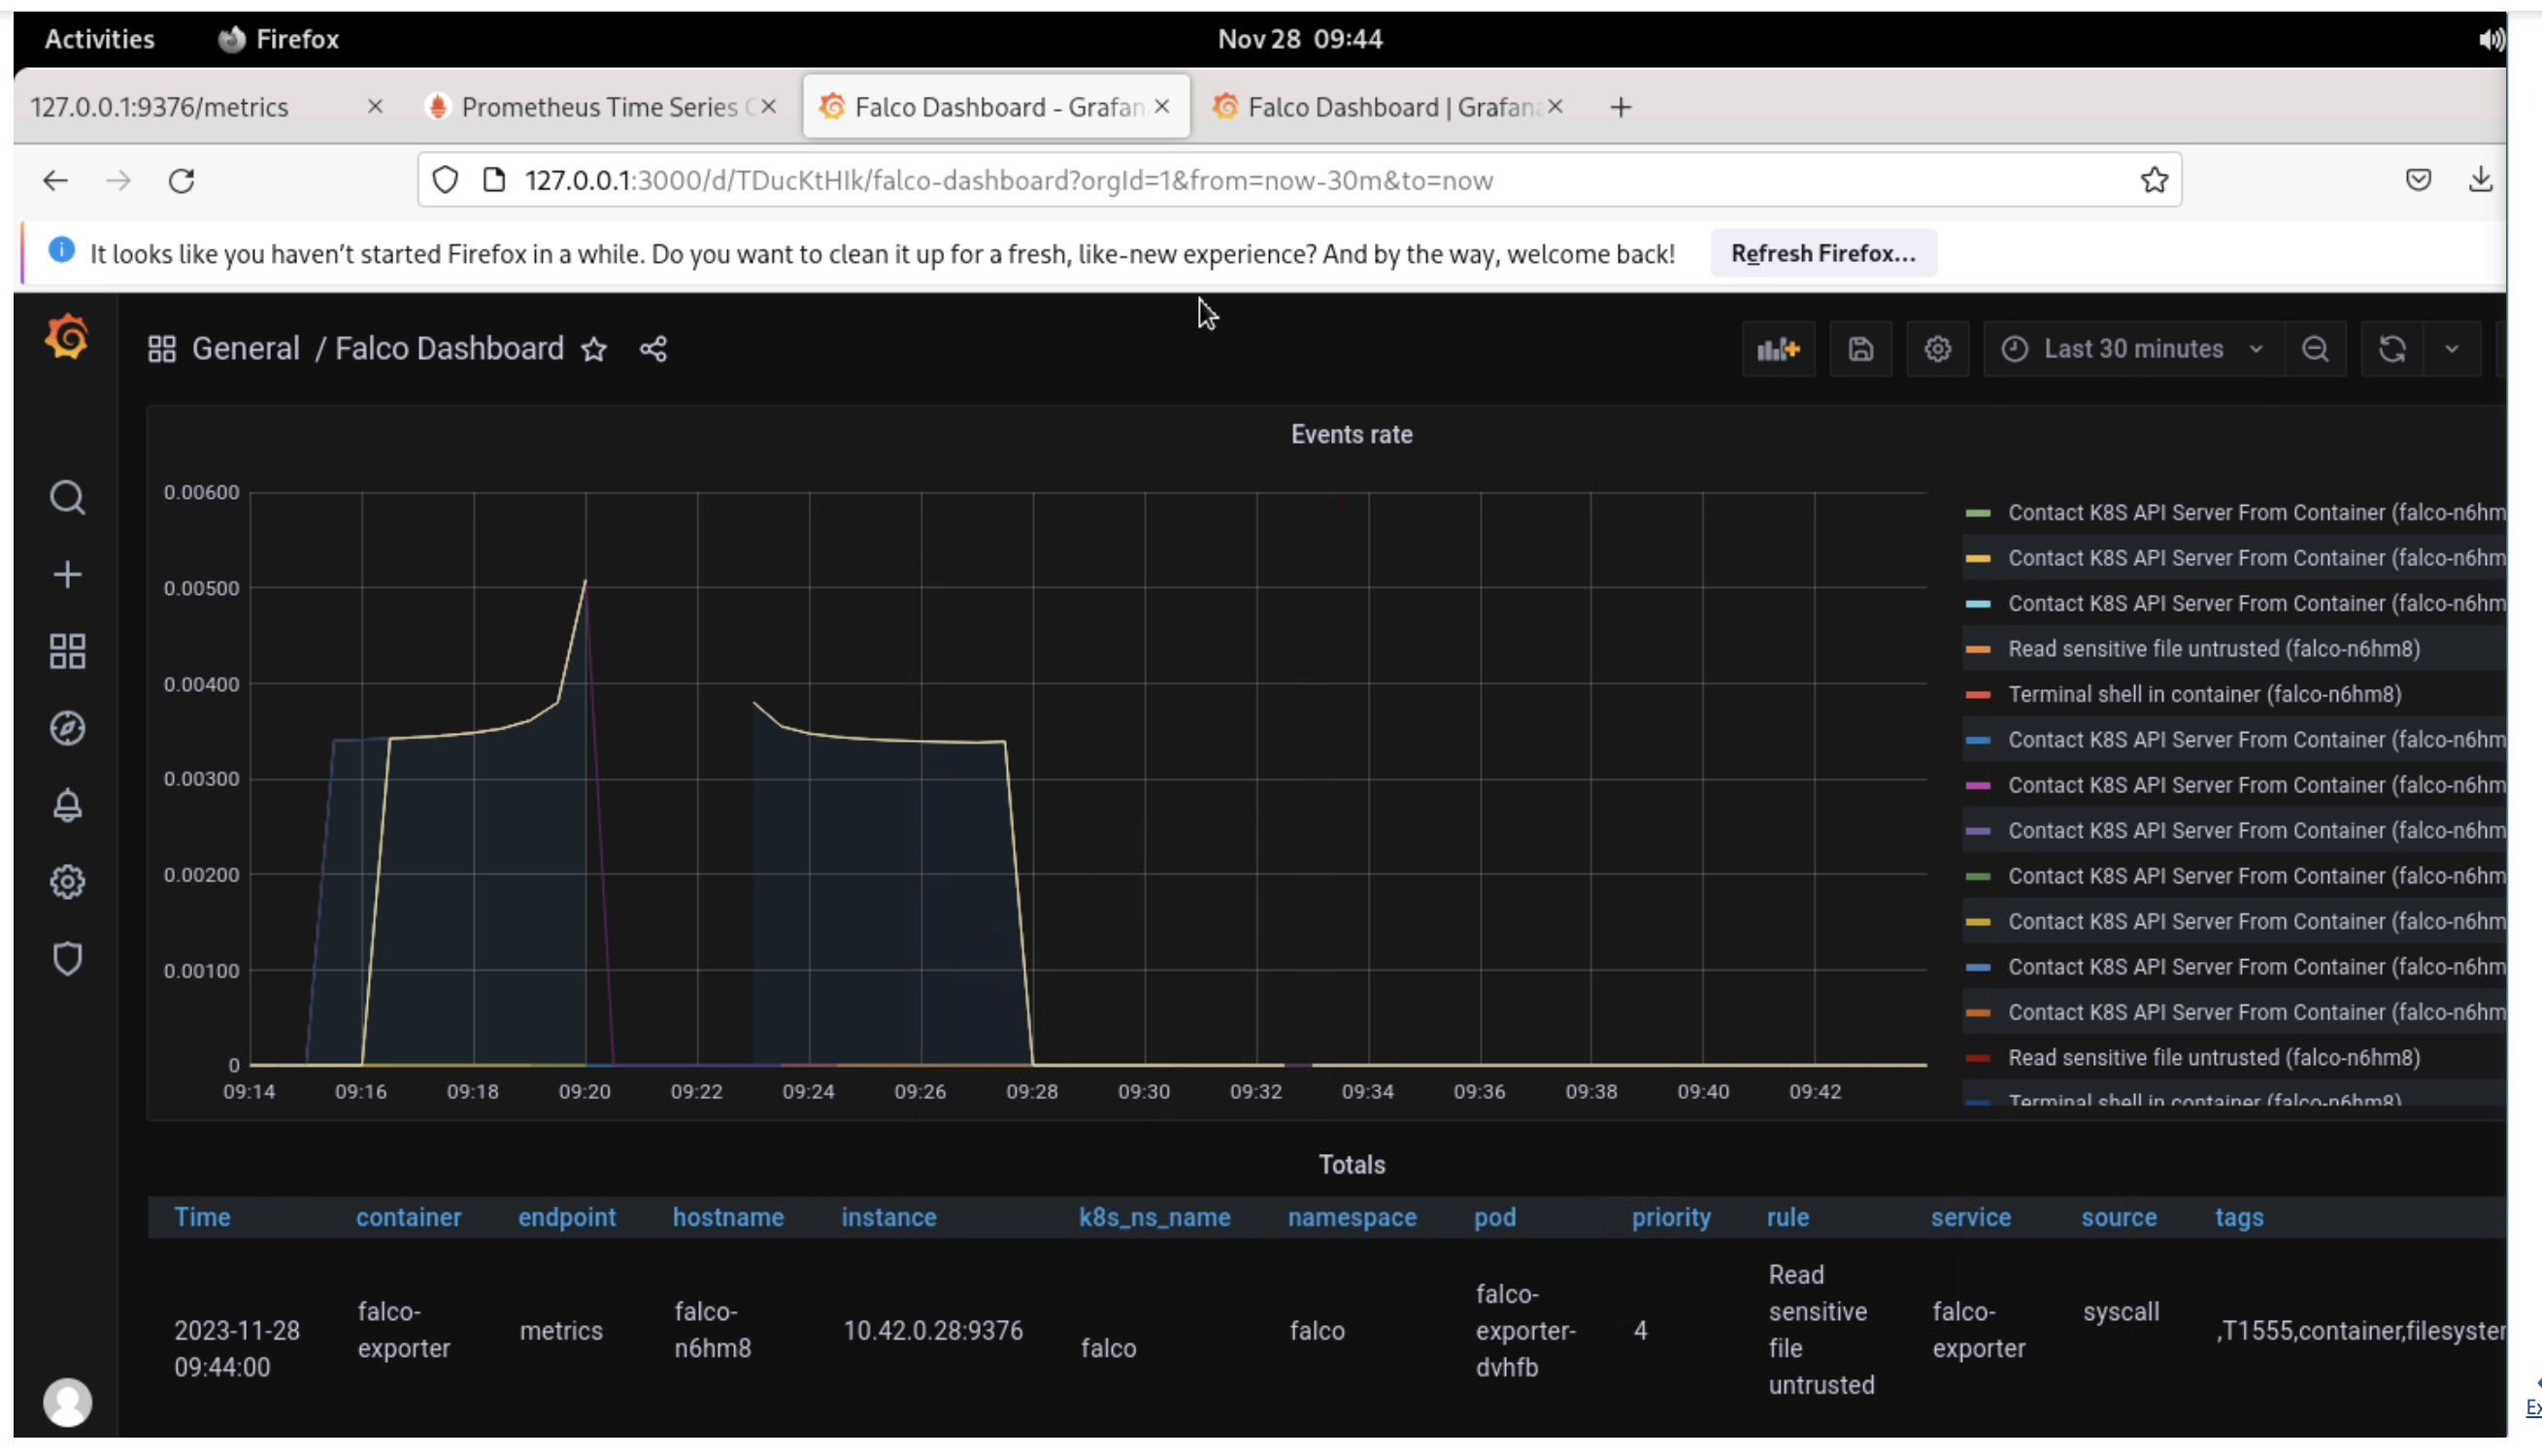 Activities Firefox Nov 28 09:44
127.0.0.1:9376/metrics Prometheus Time Series C Falco Dashboard - Grafan Falco Dashboard | Grafana
127.0.0.1:3000/d/TDucKtHIk/falco-dashboard?orgId=1&from=now-30m&to=now
It looks like you haven't started Firefox in a while. Do you want to clean it up for a fresh, like-new experience? And by the way, welcome back! Refresh Firefox...
General / Falco Dashboard Last 30 minutes
Events rate
0.00600
0.00500
0.00400
0.00300
0.00200
0.00100
0
09:14 09:16 09:18 09:20 09:22 09:24 09:26 09:28 09:30 09:32 09:34 09:36 09:38 09:40 09:42
Contact K8S API Server From Container (falco-n6hm
Contact K8S API Server From Container (falco-n6hm
Contact K8S API Server From Container (falco-n6hm
Read sensitive file untrusted (falco-n6hm8)
Terminal shell in container (falco-n6hm8)
Contact K8S API Server From Container (falco-n6hm
Contact K8S API Server From Container (falco-n6hm
Contact K8S API Server From Container (falco-n6hm
Contact K8S API Server From Container (falco-n6hm
Contact K8S API Server From Container (falco-n6hm
Contact K8S API Server From Container (falco-n6hm
Contact K8S API Server From Container (falco-n6hm
Read sensitive file untrusted (falco-n6hm8)
Terminal shell in container (falco-n6hm8)
Totals
Time container endpoint hostname instance k8s_ns_name namespace pod priority rule service source tags
2023-11-28
09:44:00
falco-
exporter
metrics
falco-
n6hm8
10.42.0.28:9376
falco
falco
falco-
exporter-
dvhfb
4
Read
sensitive
file
untrusted
falco-
exporter
syscall
,T1555,container,filesyster
Ex